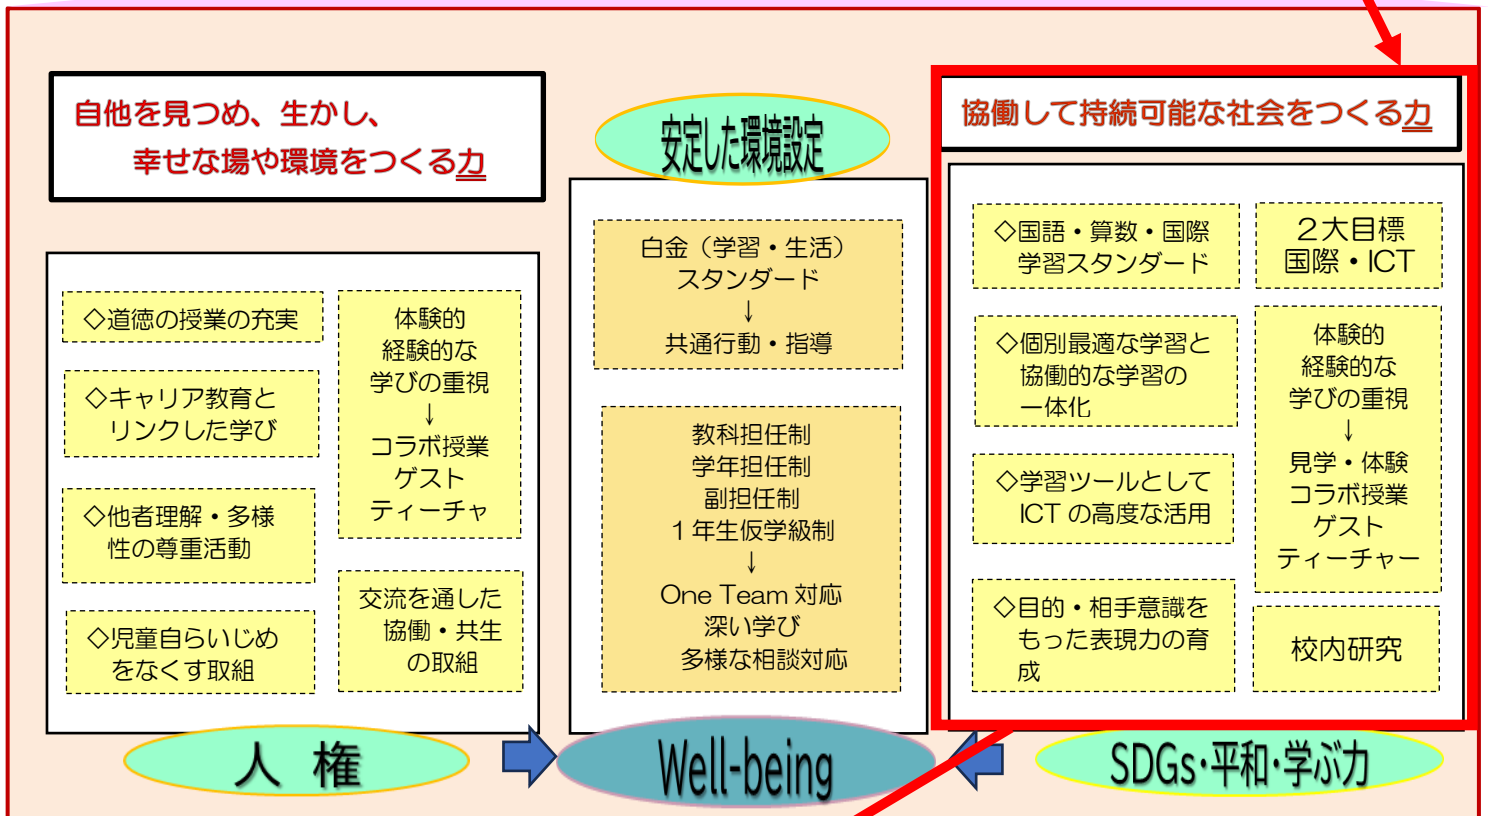 自他を見つめ、生かし、
幸せな場や環境をつくる力
◇道徳の授業の充実
◇キャリア教育と
リンクした学び
◇他者理解・多様
性の尊重活動
◇児童自らいじめ
をなくす取組
体験的
経験的な
学びの重視
↓
コラボ授業
ゲスト
ティーチャ
交流を通した
協働・共生
の取組
人 権
安定した環境設定
白金（学習・生活）
スタンダード
↓
共通行動・指導
教科担任制
学年担任制
副担任制
１年生仮学級制
↓
One Team 対応
深い学び
多様な相談対応
Well-being
協働して持続可能な社会をつくる力
◇国語・算数・国際
学習スタンダード
◇個別最適な学習と
協働的な学習の
一体化
◇学習ツールとして
ICT の高度な活用
◇目的・相手意識を
もった表現力の育
成
２大目標
国際・ICT
体験的
経験的な
学びの重視
↓
見学・体験
コラボ授業
ゲスト
ティーチャー
校内研究
SDGs・平和・学ぶ力